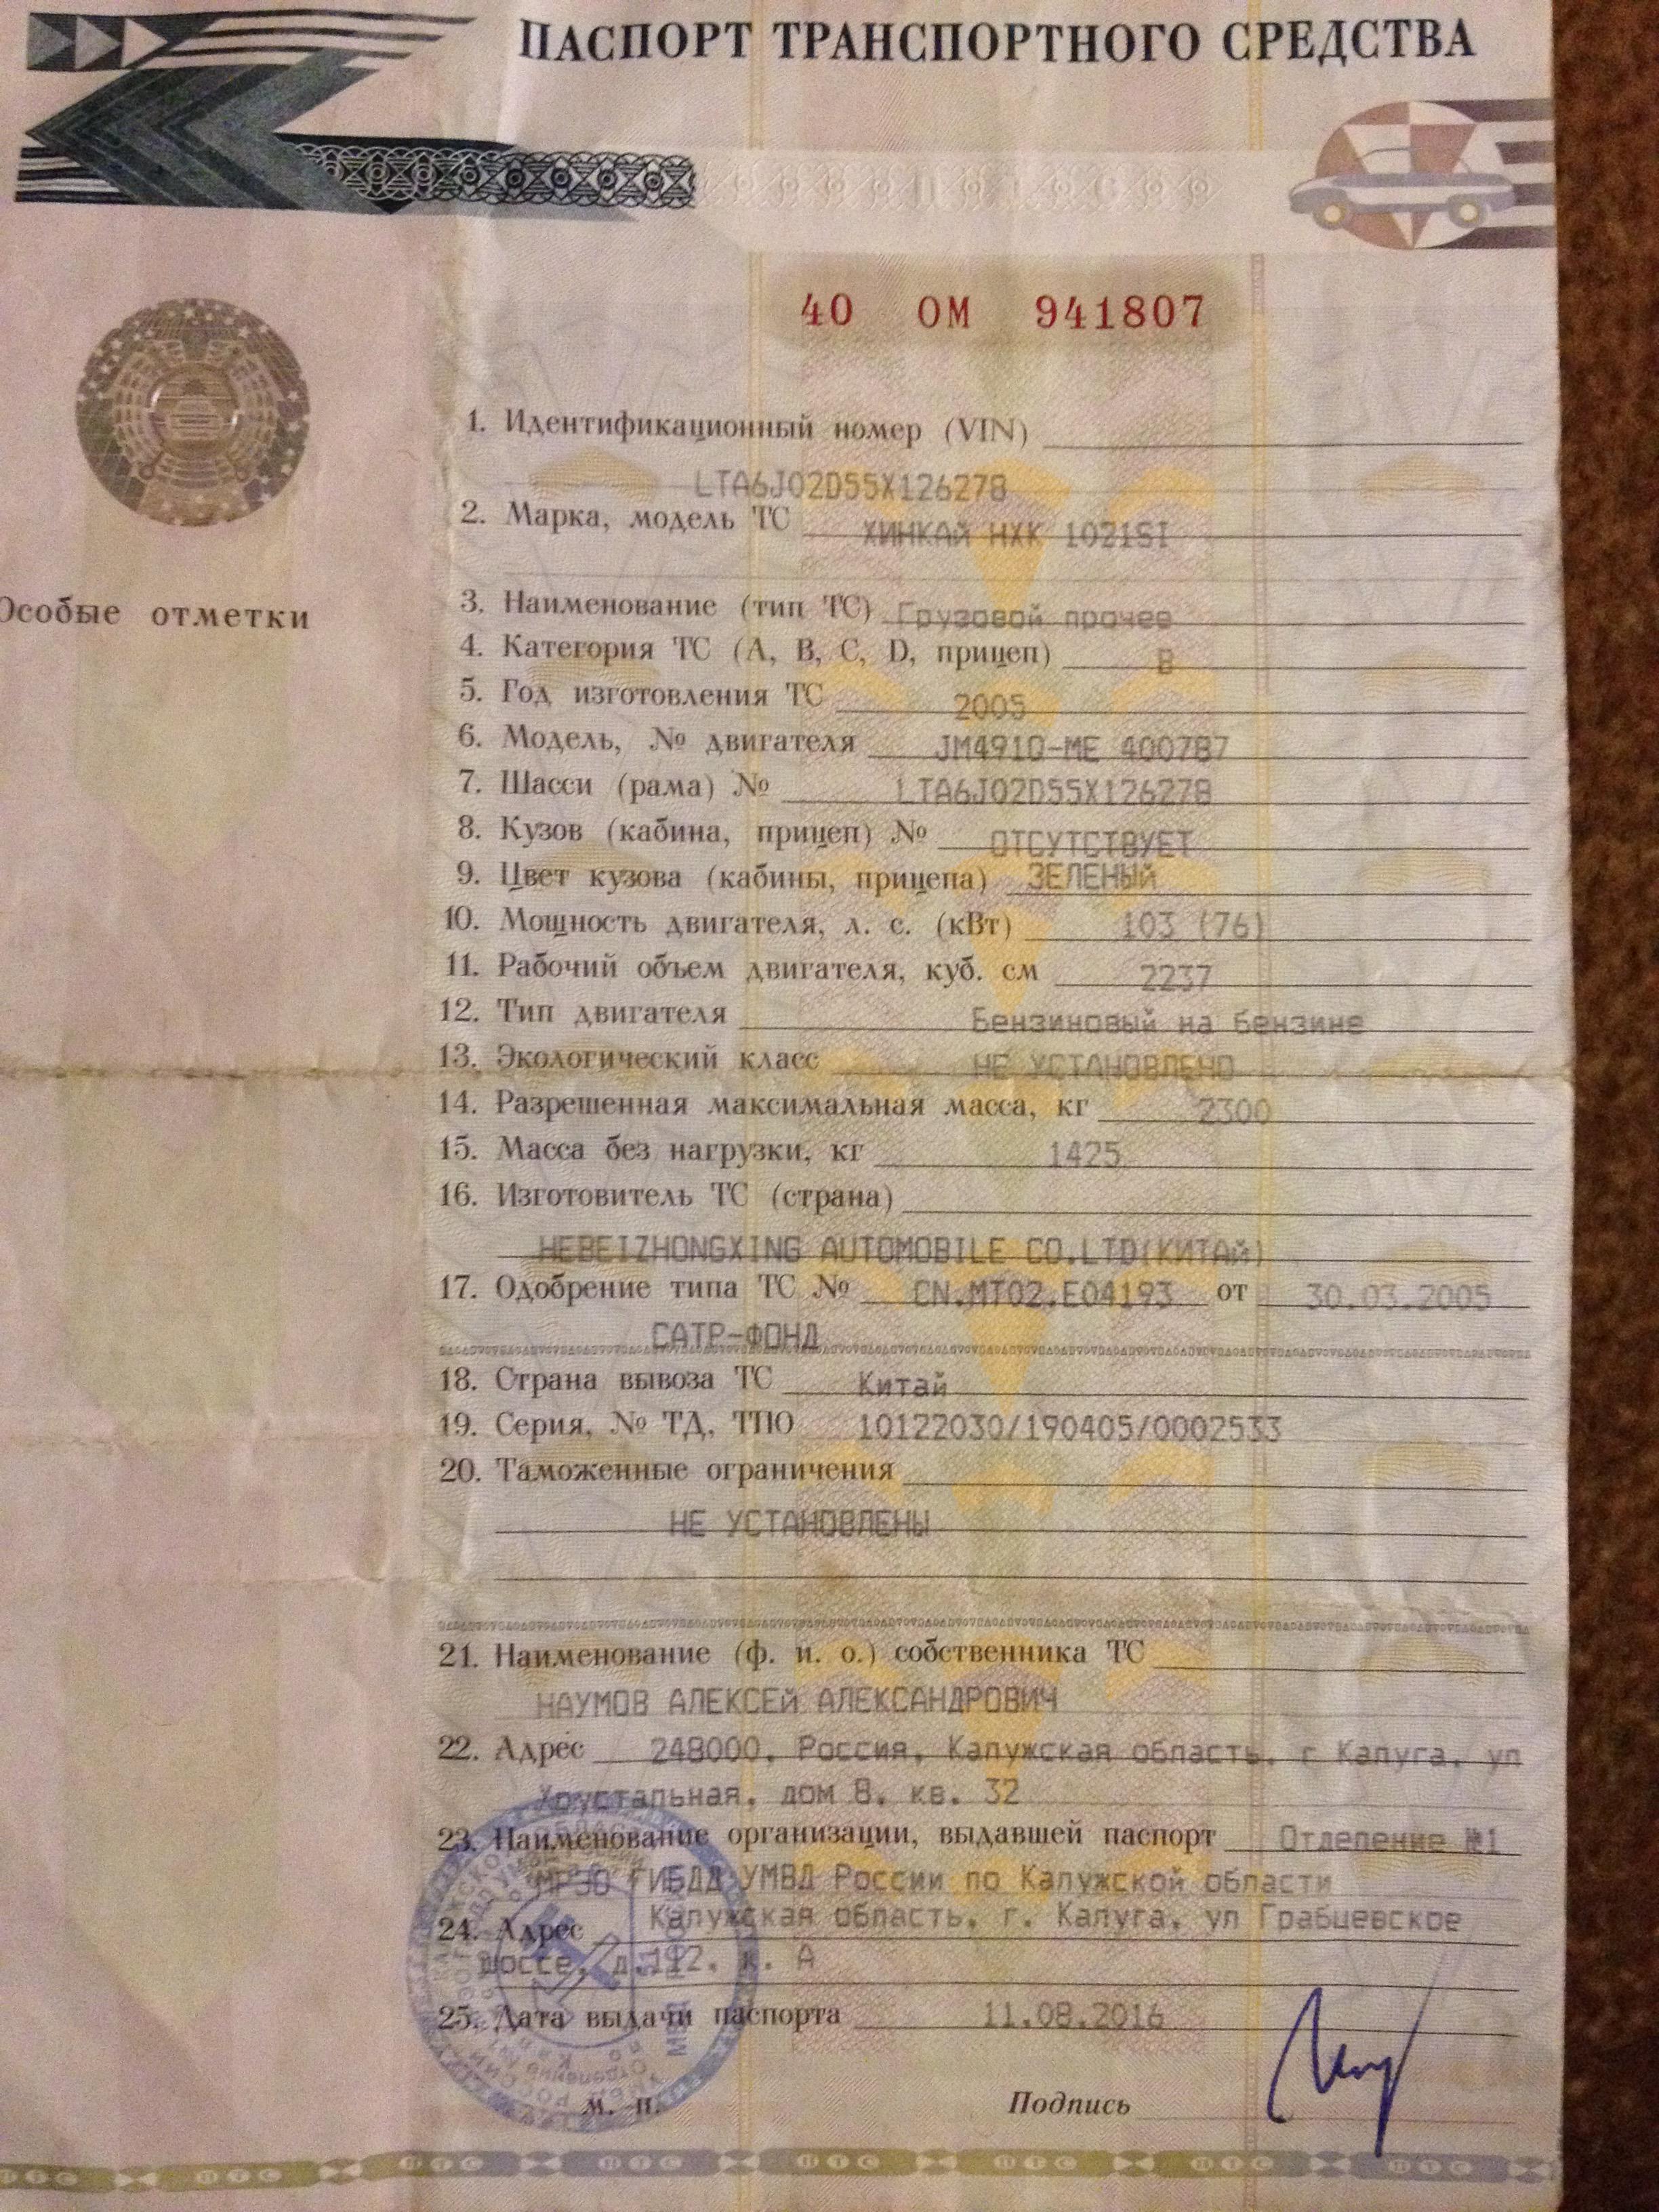 ПАСПОРТ ТРАНСПОРТНОГО СРЕДСТВА
40 ОМ 941807
Особые отметки
1. Идентификационный номер (VIN)
LTA6J02D55X126278
2. Марка, модель ТС ХИНКАЙ НХК 1021SI
3. Наименование (тип ТС) Грузовой прочее
4. Категория ТС (А, В, С, D, прицеп) В
5. Год изготовления ТС 2005
6. Модель, № двигателя JM491Q-ME 400787
7. Шасси (рама) № LTA6J02D55X126278
8. Кузов (кабина, прицеп) № ОТСУТСТВУЕТ
9. Цвет кузова (кабины, прицепа) ЗЕЛЕНЫЙ
10. Мощность двигателя, л. с. (кВт) 103 (76)
11. Рабочий объем двигателя, куб. см 2237
12. Тип двигателя Бензиновый на бензине
13. Экологический класс НЕ УСТАНОВЛЕНО
14. Разрешенная максимальная масса, кг 2300
15. Масса без нагрузки, кг 1425
16. Изготовитель ТС (страна)
HEBEIZHONGXING AUTOMOBILE CO.LTD(КИТАЙ)
17. Одобрение типа ТС № CN.MT02.E04193 от 30.03.2005
САТР-ФОНД
18. Страна вывоза ТС Китай
19. Серия, № ТД, ТПО 10122030/190405/0002533
20. Таможенные ограничения
НЕ УСТАНОВЛЕНЫ
21. Наименование (ф. и. о.) собственника ТС
НАУМОВ АЛЕКСЕЙ АЛЕКСАНДРОВИЧ
22. Адрес 248000, Россия, Калужская область, г Калуга, ул
Хрустальная, дом 8, кв. 32
23. Наименование организации, выдавшей паспорт Отделение №1
МРЭО ГИБДД УМВД России по Калужской области
24. Адрес Калужская область, г. Калуга, ул Грабцевское
шоссе, д.112, к. А
25. Дата выдачи паспорта 11.08.2016
м. п.
Подпись
ПТС ПТС ПТС ПТС ПТС ПТС ПТС ПТС